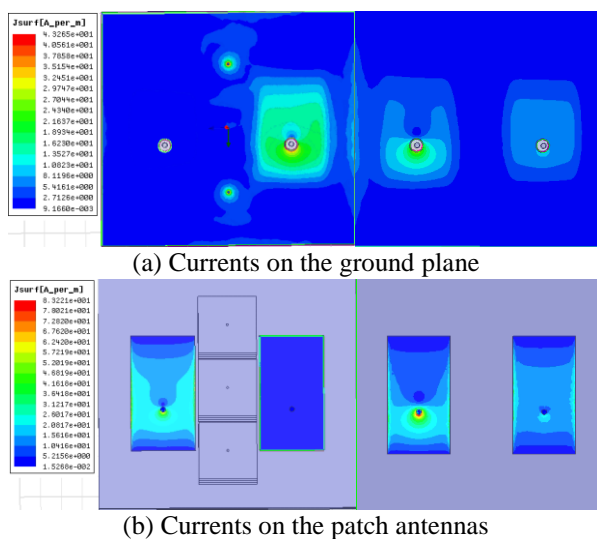 Jsurf[A_per_m]
4.3265e+001
4.0561e+001
3.7858e+001
3.5154e+001
3.2451e+001
2.9747e+001
2.7044e+001
2.4340e+001
2.1637e+001
1.8934e+001
1.6230e+001
1.3527e+001
1.0823e+001
8.1196e+000
5.4161e+000
2.7126e+000
9.1660e-003
(a) Currents on the ground plane
Jsurf[A_per_m]
8.3221e+001
7.8021e+001
7.2820e+001
6.7620e+001
6.2420e+001
5.7219e+001
5.2019e+001
4.6819e+001
4.1618e+001
3.6418e+001
3.1217e+001
2.6017e+001
2.0817e+001
1.5616e+001
1.0416e+001
5.2156e+000
1.5268e-002
(b) Currents on the patch antennas